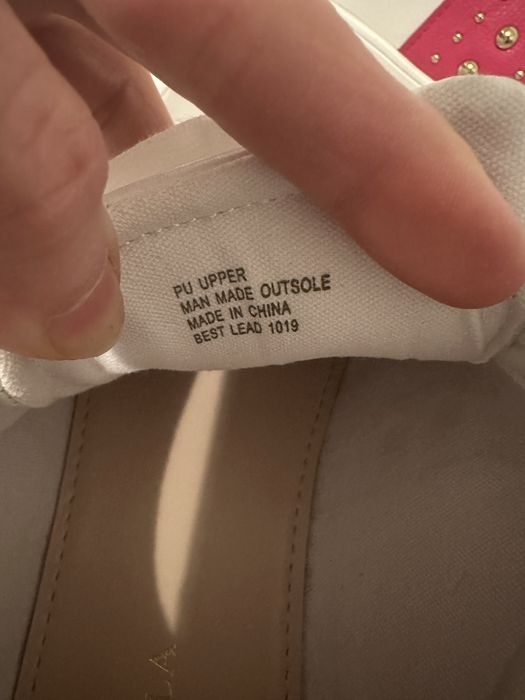 PU UPPER
MAN MADE OUTSOLE
MADE IN CHINA
BEST LEAD 1019